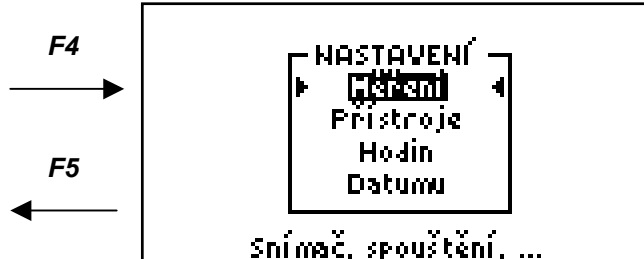 F4
NASTAVENÍ
Měření
Přístroje
Hodin
Datumu
F5
Snímač, spouštění, ...